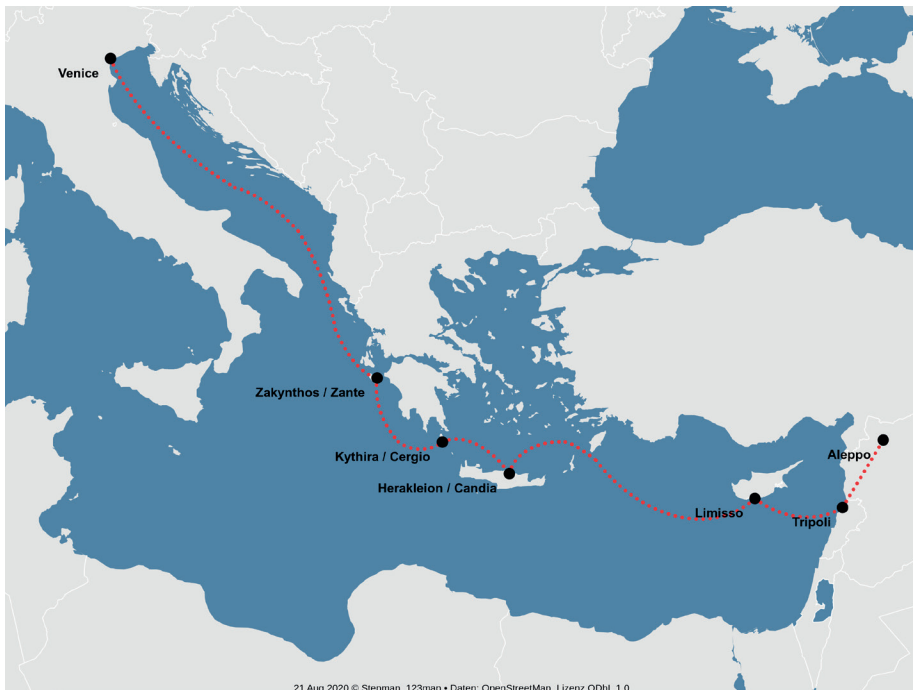 Venice
Zakynthos / Zante
Kythira / Cergio
Aleppo
Herakleion / Candia
Limisso
Tripoli
21 Aug 2020 © Stepman, 123map • Daten: OpenStreetMap, Lizenz ODbL 1.0